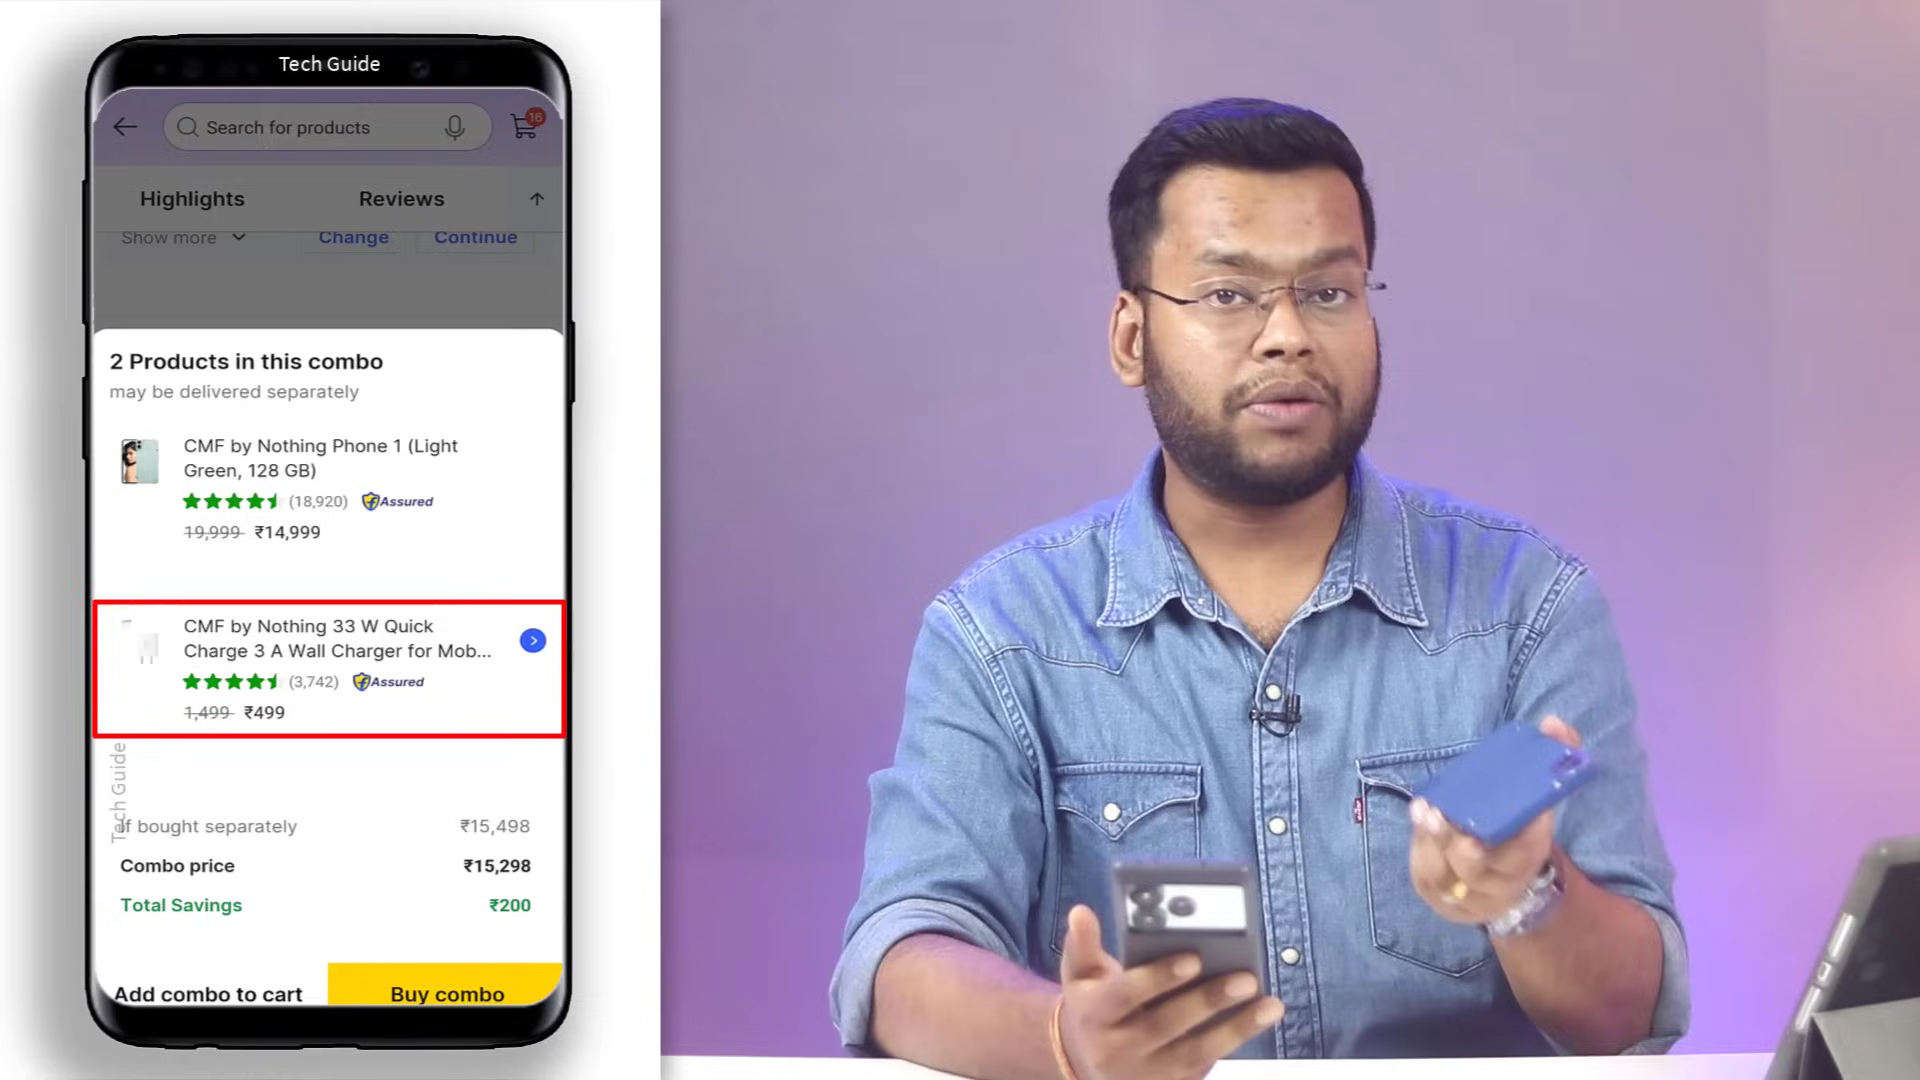 Tech Guide
Search for products
16
Highlights
Reviews
Show more
Change
Continue
2 Products in this combo
may be delivered separately
CMF by Nothing Phone 1 (Light
Green, 128 GB)
(18,920) Assured
19,999 ₹14,999
CMF by Nothing 33 W Quick
Charge 3 A Wall Charger for Mob...
(3,742) Assured
1,499 ₹499
Tech Guide
If bought separately ₹15,498
Combo price ₹15,298
Total Savings ₹200
Add combo to cart
Buy combo